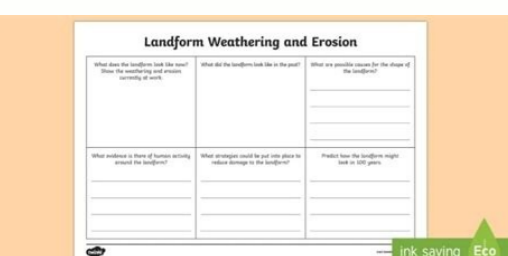 Landform Weathering and Erosion
What does the landform look like now?
Show the weathering and erosion
currently at work.
What did the landform look like in the past?
What are possible causes for the shape of
the landform?
What evidence is there of human activity
around the landform?
What strategies could be put into place to
reduce damage to the landform?
Predict how the landform might
look in 100 years.
twinkl
ink saving Eco